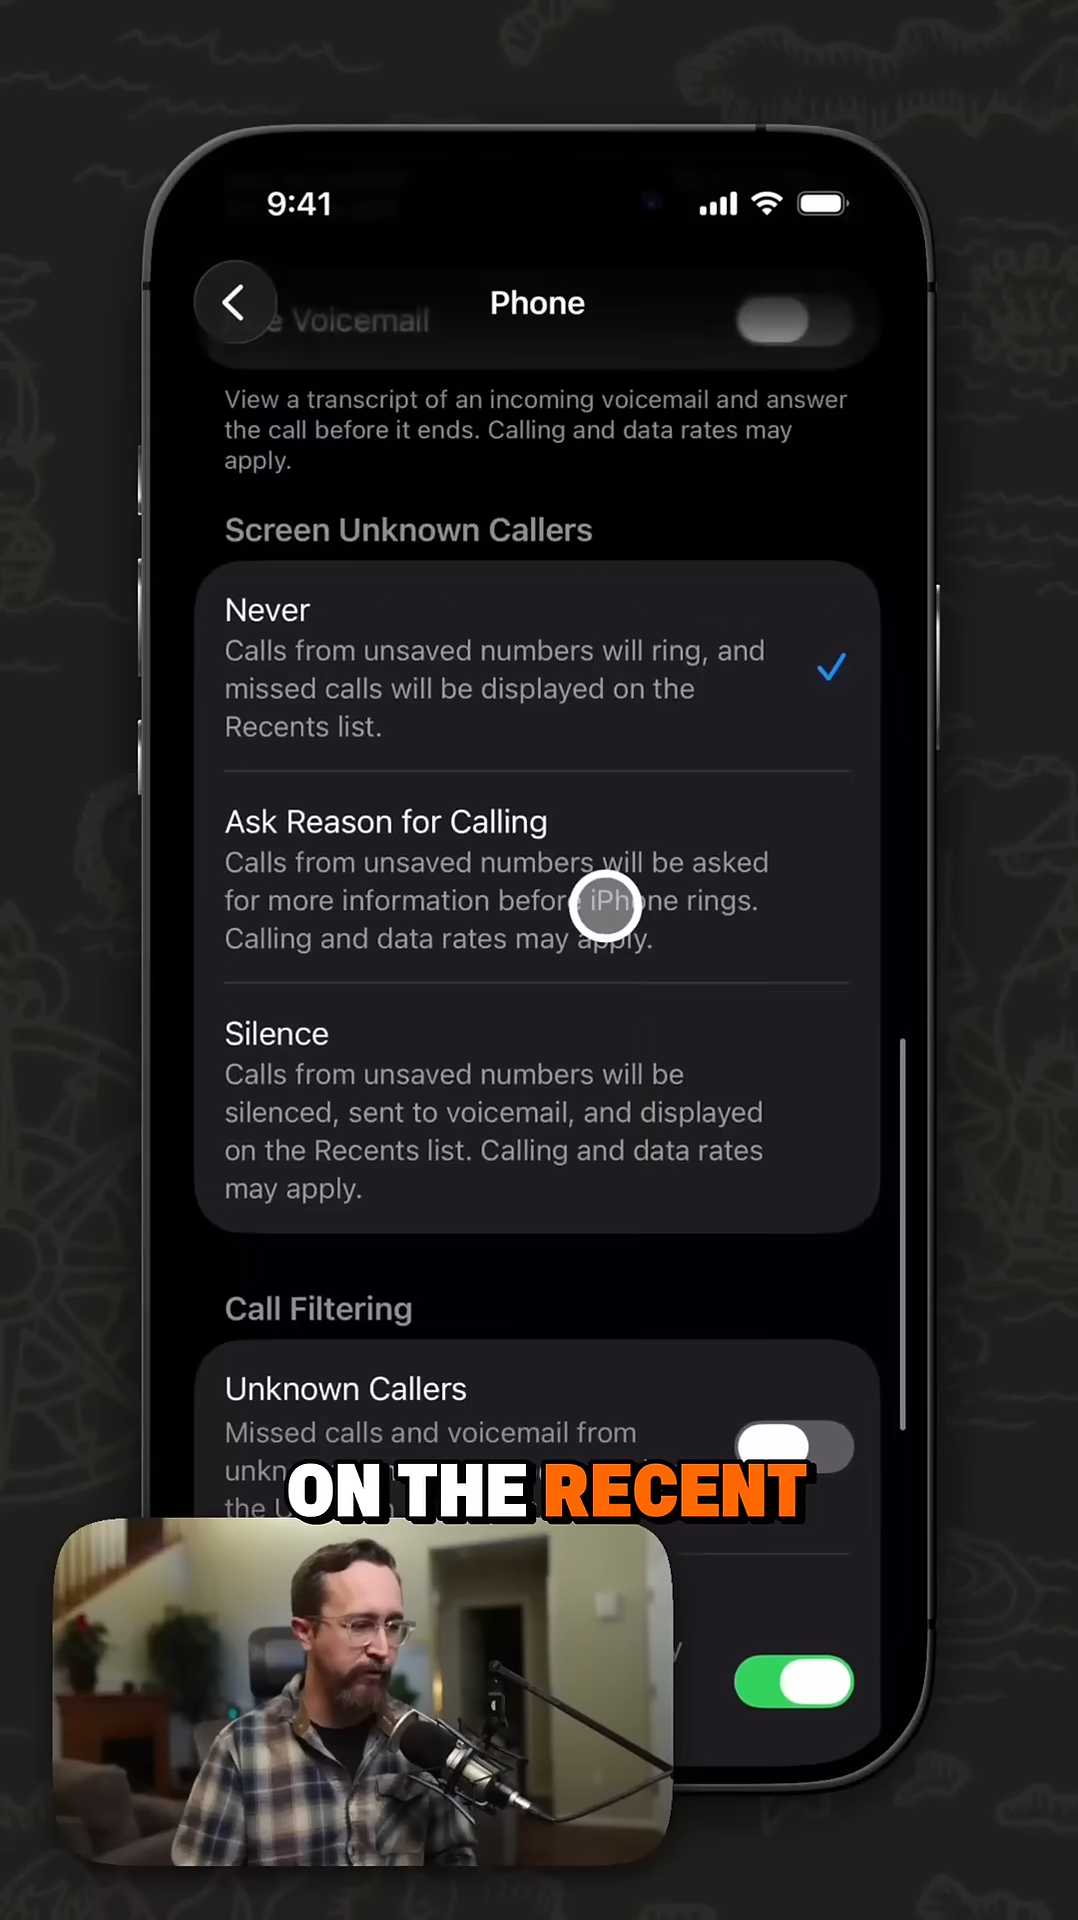 9:41
Phone
Voicemail
View a transcript of an incoming voicemail and answer
the call before it ends. Calling and data rates may
apply.
Screen Unknown Callers
Never
Calls from unsaved numbers will ring, and
missed calls will be displayed on the
Recents list.
Ask Reason for Calling
Calls from unsaved numbers will be asked
for more information before iPhone rings.
Calling and data rates may apply.
Silence
Calls from unsaved numbers will be
silenced, sent to voicemail, and displayed
on the Recents list. Calling and data rates
may apply.
Call Filtering
Unknown Callers
Missed calls and voicemail from
the
ON THE RECENT